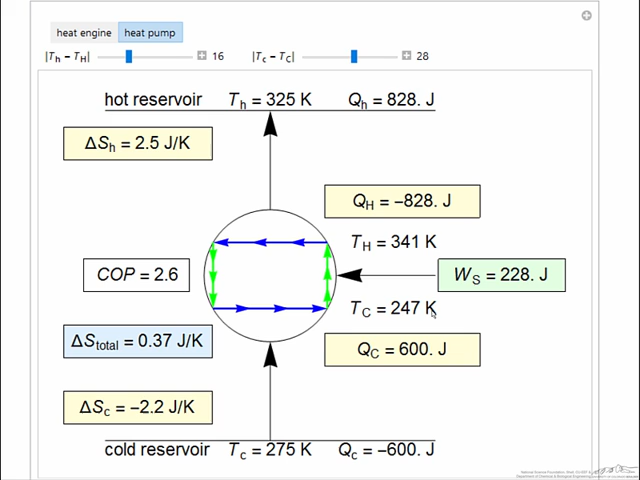 heat engine heat pump
|Th − TH| 16 |Tc − TC| 28
hot reservoir Th = 325 K Qh = 828. J
ΔSh = 2.5 J/K
QH = −828. J
TH = 341 K
COP = 2.6
WS = 228. J
TC = 247 K
ΔStotal = 0.37 J/K
QC = 600. J
ΔSc = −2.2 J/K
cold reservoir Tc = 275 K Qc = −600. J